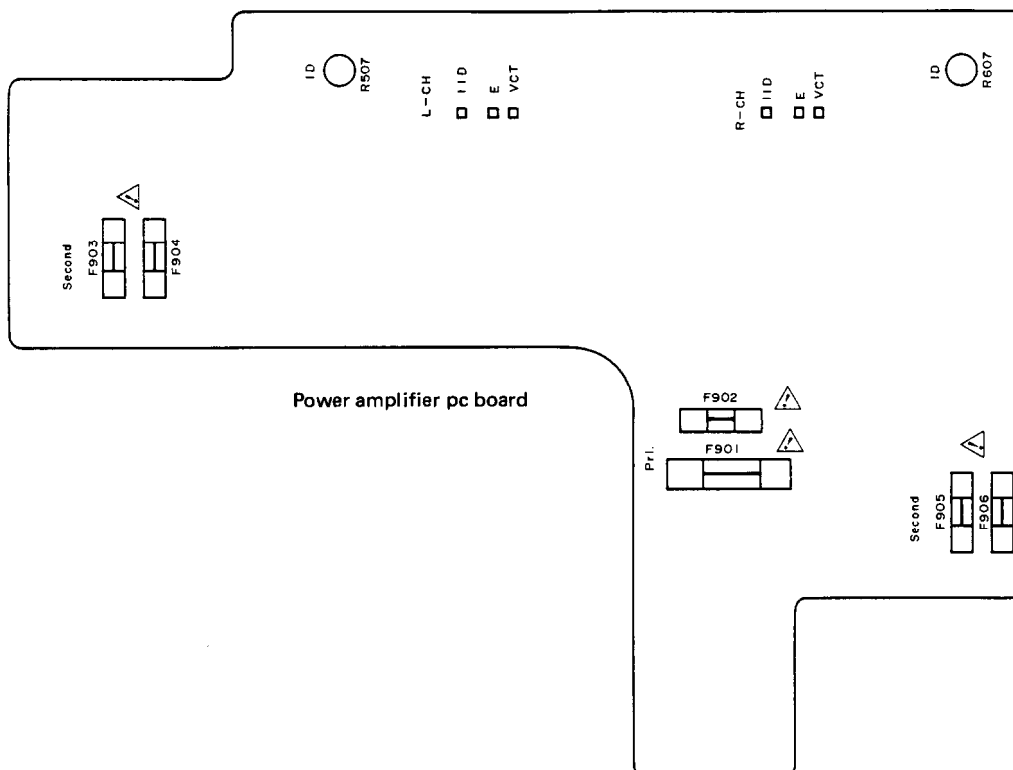 ID
R507
L-CH
IID
E
VCT
R-CH
IID
E
VCT
ID
R607
Second
F903
F904
Power amplifier pc board
F902
Pri.
F901
Second
F905
F906